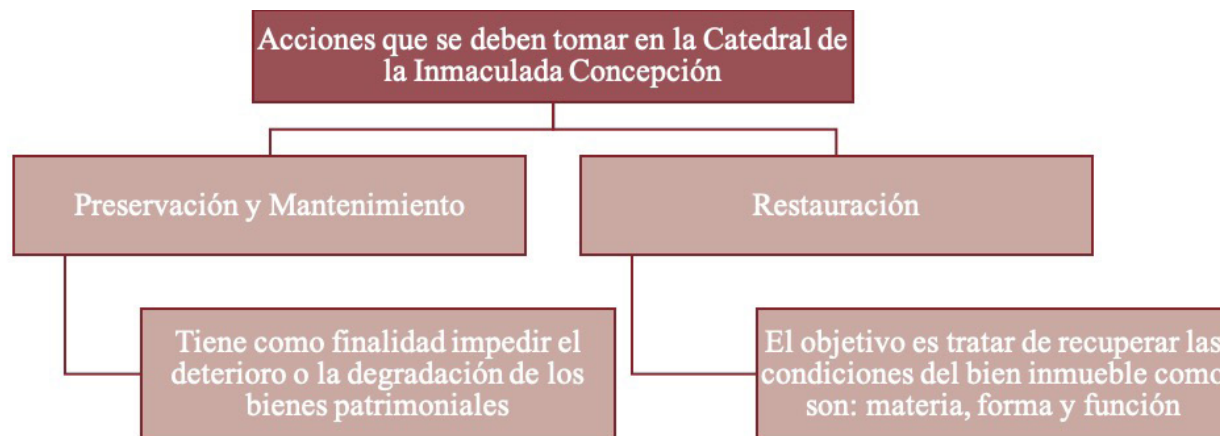 Acciones que se deben tomar en la Catedral de
la Inmaculada Concepción
Preservación y Mantenimiento
Restauración
Tiene como finalidad impedir el
deterioro o la degradación de los
bienes patrimoniales
El objetivo es tratar de recuperar las
condiciones del bien inmueble como
son: materia, forma y función